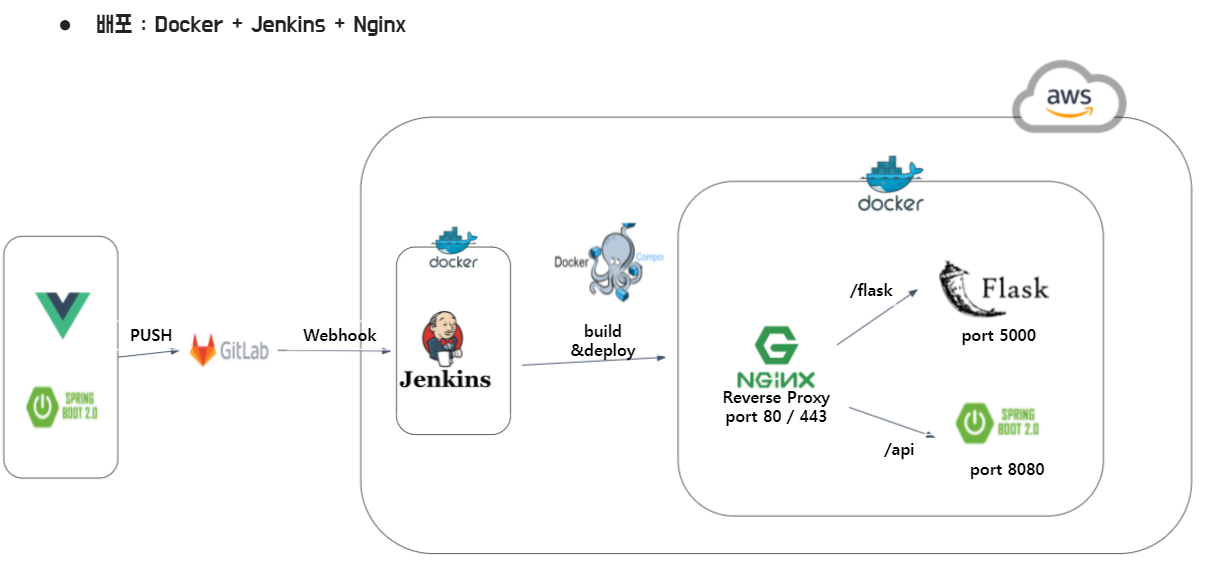 ● 배포 : Docker + Jenkins + Nginx
aws
docker
docker
Docker
Compos
/flask
Flask
port 5000
PUSH
GitLab
Webhook
build
&deploy
Jenkins
NGiNX
Reverse Proxy
port 80 / 443
SPRING
BOOT 2.0
/api
SPRING
BOOT 2.0
port 8080